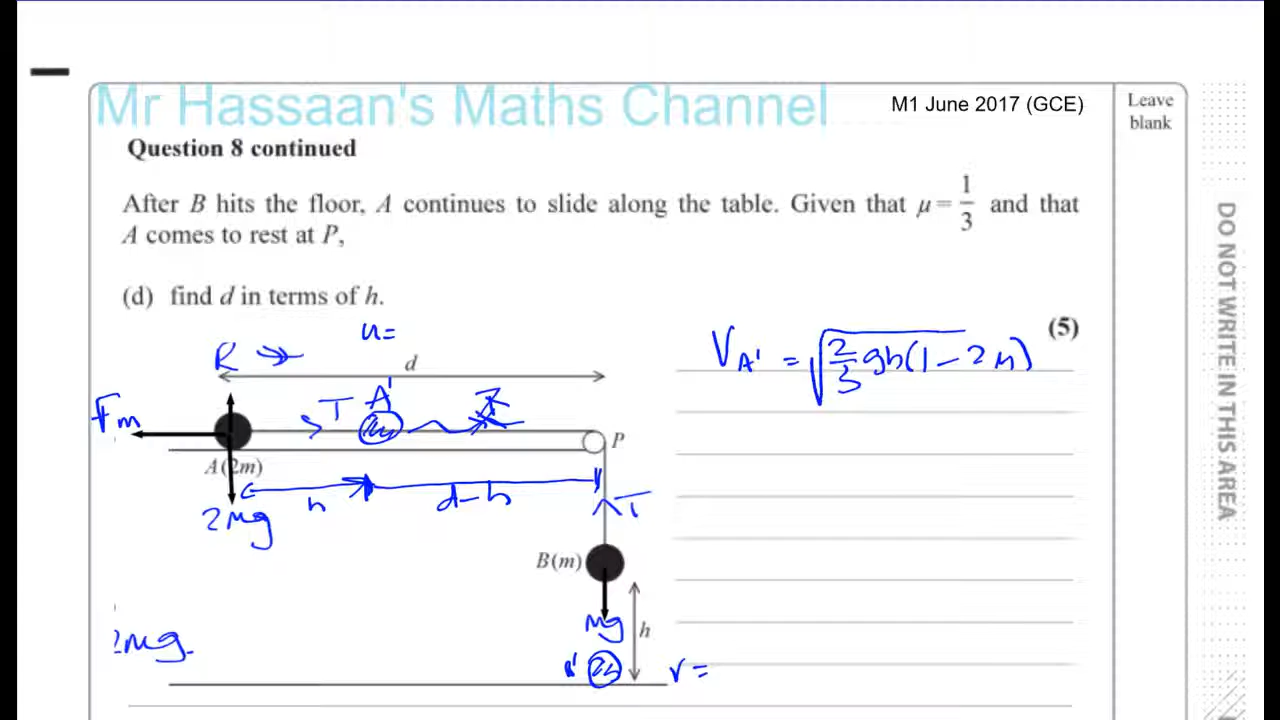 Mr Hassaan's Maths Channel
M1 June 2017 (GCE)
Leave
blank
Question 8 continued
After B hits the floor, A continues to slide along the table. Given that μ = 1/3 and that
A comes to rest at P,
(d) find d in terms of h.
(5)
u=
V_A' = √(2/3 gh(1 – 2μ))
R
d
Fm
T
A'
P
A(2m)
h
d-h
2mg
T
B(m)
mg
h
2mg.
B'
v=
DO NOT WRITE IN THIS AREA